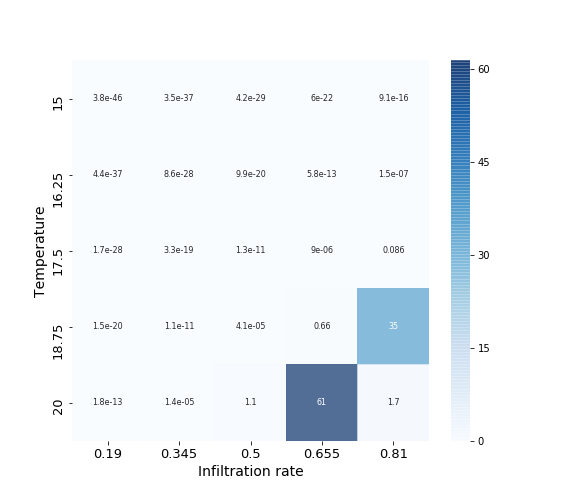 15 3.8e-46 3.5e-37 4.2e-29 6e-22 9.1e-16
16.25 4.4e-37 8.6e-28 9.9e-20 5.8e-13 1.5e-07
17.5 1.7e-28 3.3e-19 1.3e-11 9e-06 0.086
18.75 1.5e-20 1.1e-11 4.1e-05 0.66 35
20 1.8e-13 1.4e-05 1.1 61 1.7
0.19 0.345 0.5 0.655 0.81
Infiltration rate
Temperature
60
45
30
15
0